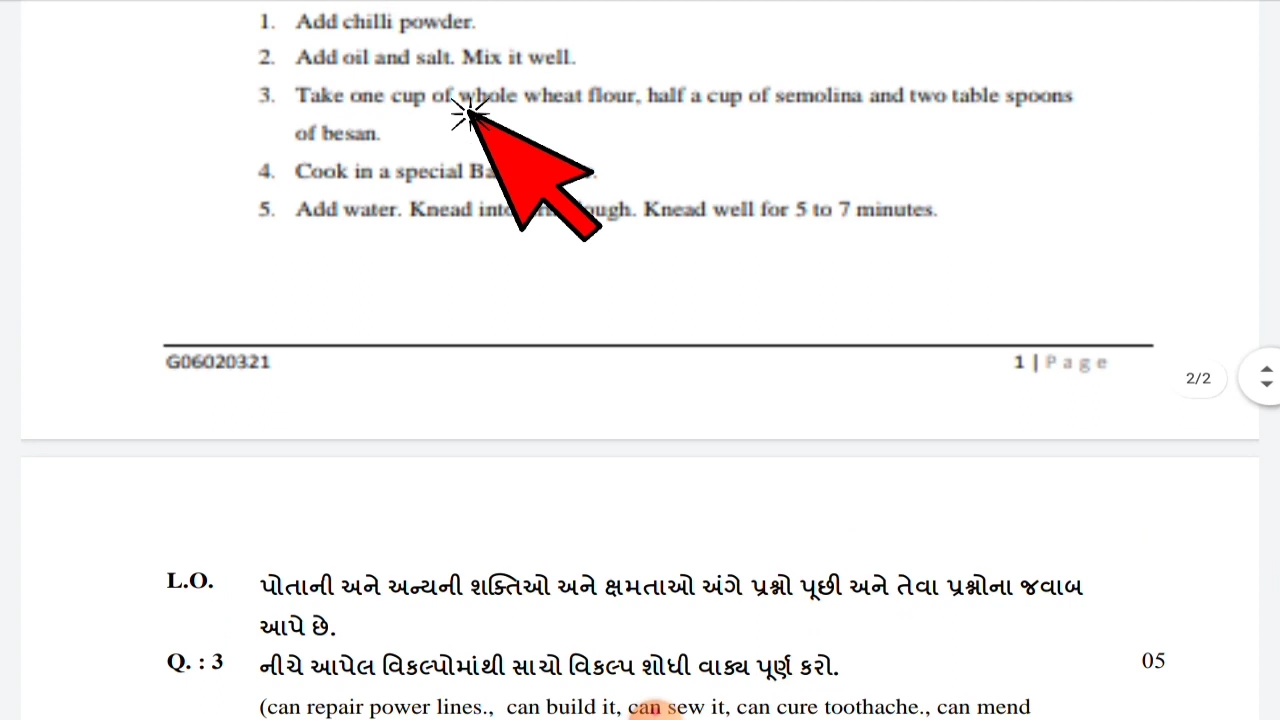 1. Add chilli powder.
2. Add oil and salt. Mix it well.
3. Take one cup of whole wheat flour, half a cup of semolina and two table spoons
of besan.
4. Cook in a special
5. Add water. Knead into Knead well for 5 to 7 minutes.
G06020321 1 | Page
2/2
L.O. પોતાની અને અન્યની શક્તિઓ અને ક્ષમતાઓ અંગે પ્રશ્નો પૂછી અને તેવા પ્રશ્નોના જવાબ
આપે છે.
Q. : 3 નીચે આપેલ વિકલ્પોમાંથી સાચો વિકલ્પ શોધી વાક્ય પૂર્ણ કરો. 05
(can repair power lines., can build it, can sew it, can cure toothache., can mend